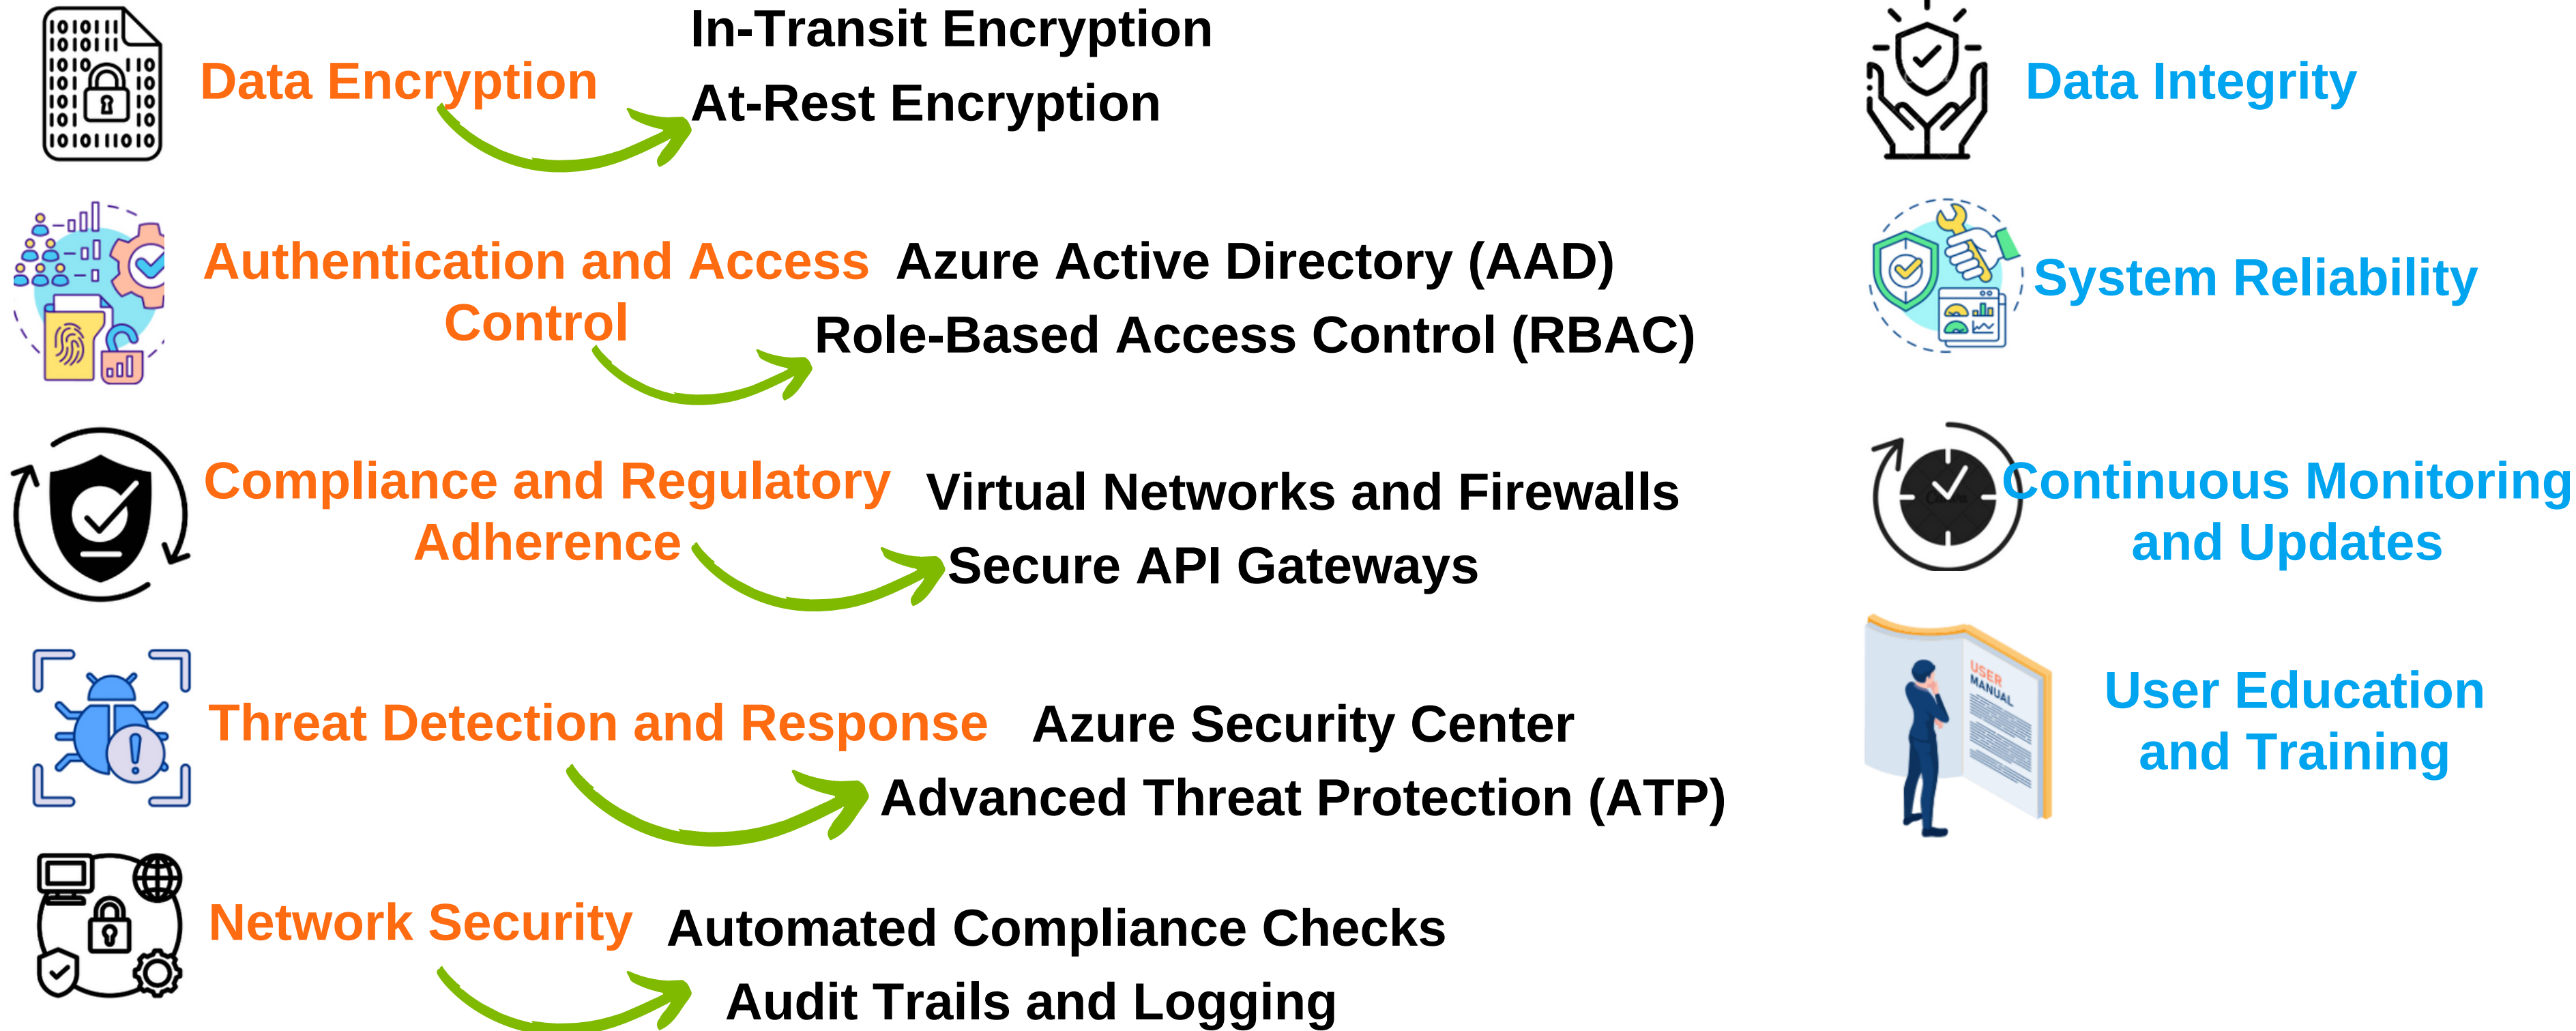 Data Encryption
In-Transit Encryption
At-Rest Encryption
Authentication and Access
Control
Azure Active Directory (AAD)
Role-Based Access Control (RBAC)
Compliance and Regulatory
Adherence
Virtual Networks and Firewalls
Secure API Gateways
Threat Detection and Response
Azure Security Center
Advanced Threat Protection (ATP)
Network Security
Automated Compliance Checks
Audit Trails and Logging
Data Integrity
System Reliability
Continuous Monitoring
and Updates
USER
MANUAL
User Education
and Training